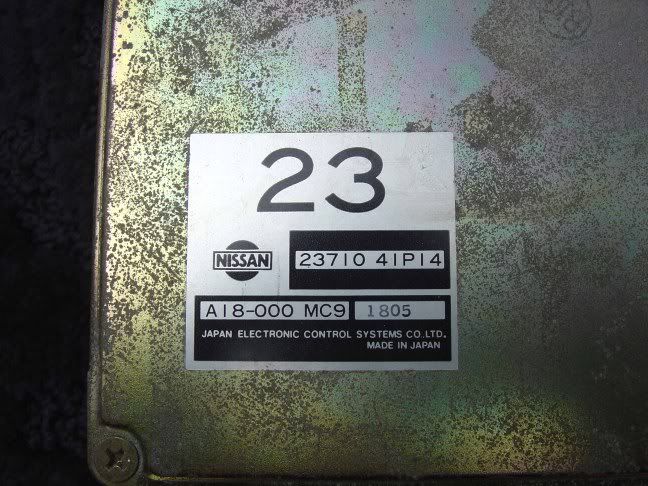 23
NISSAN
23710 41P14
A18-000 MC9 1805
JAPAN ELECTRONIC CONTROL SYSTEMS CO.,LTD.
MADE IN JAPAN